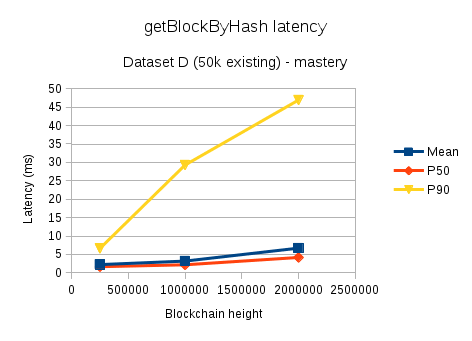 getBlockByHash latency
Dataset D (50k existing) - mastery
50
45
40
35
30
25
20
15
10
5
0
Latency (ms)
0 500000 1000000 1500000 2000000 2500000
Blockchain height
Mean
P50
P90